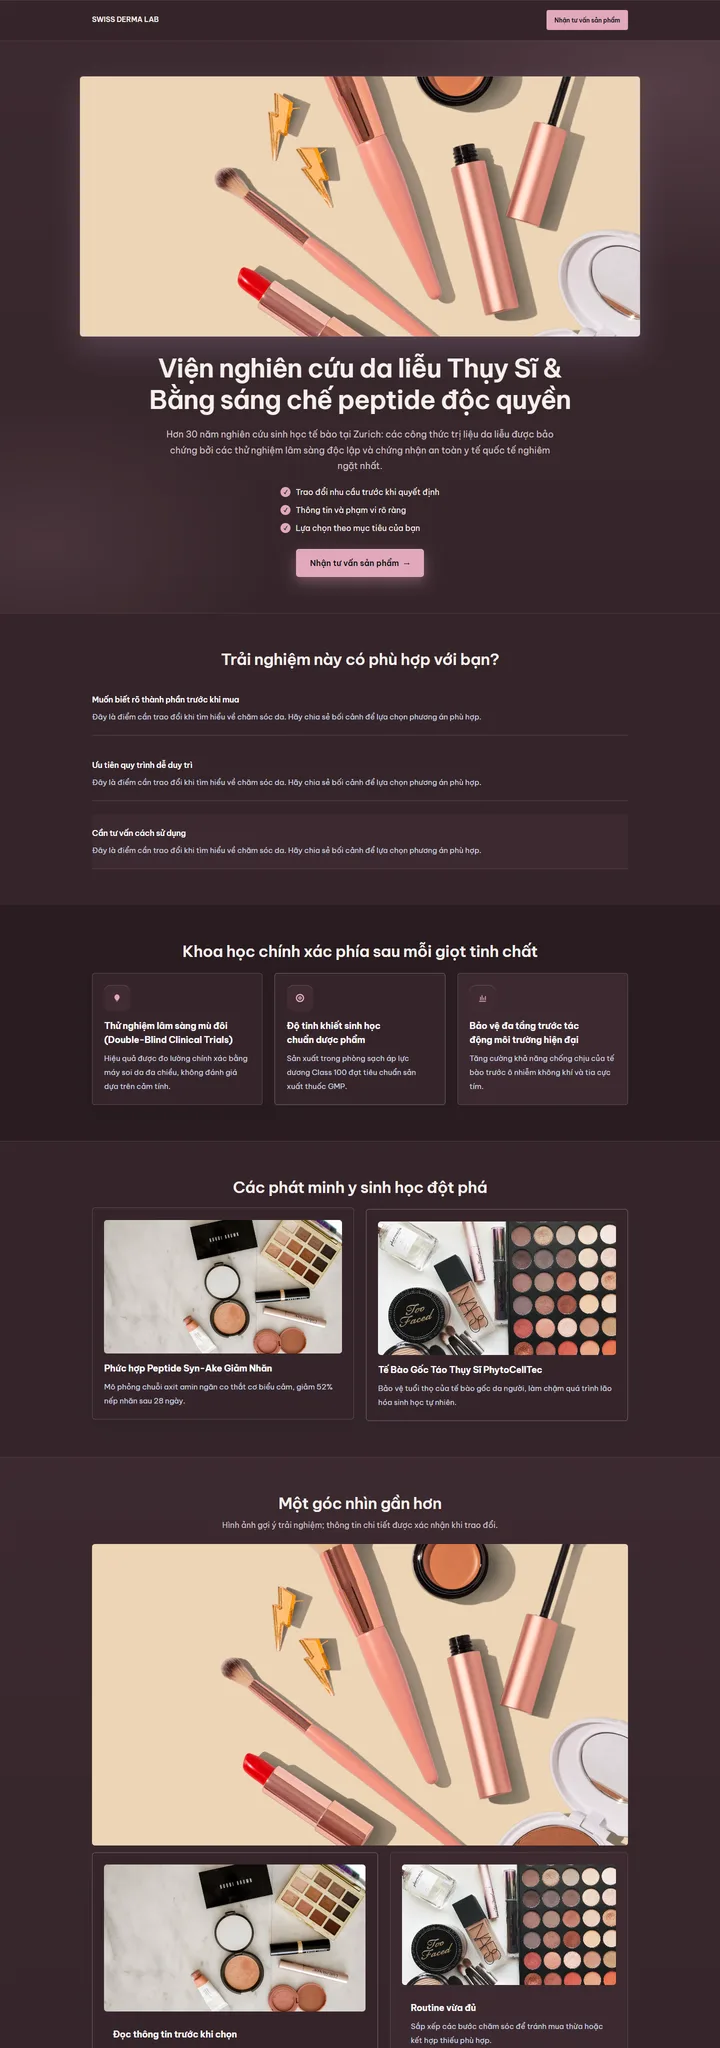 SWISS DERMA LAB
Nhận tư vấn sản phẩm
Viện nghiên cứu da liễu Thụy Sĩ &
Bằng sáng chế peptide độc quyền
Hơn 30 năm nghiên cứu sinh học tế bào tại Zurich: các công thức trị liệu da liễu được bảo
chứng bởi các thử nghiệm lâm sàng độc lập và chứng nhận an toàn y tế quốc tế nghiêm
ngặt nhất.
Trao đổi nhu cầu trước khi quyết định
Thông tin và phạm vi rõ ràng
Lựa chọn theo mục tiêu của bạn
Nhận tư vấn sản phẩm →
Trải nghiệm này có phù hợp với bạn?
Muốn biết rõ thành phần trước khi mua
Đây là điểm cần trao đổi khi tìm hiểu về chăm sóc da. Hãy chia sẻ bối cảnh để lựa chọn phương án phù hợp.
Ưu tiên quy trình dễ duy trì
Đây là điểm cần trao đổi khi tìm hiểu về chăm sóc da. Hãy chia sẻ bối cảnh để lựa chọn phương án phù hợp.
Cần tư vấn cách sử dụng
Đây là điểm cần trao đổi khi tìm hiểu về chăm sóc da. Hãy chia sẻ bối cảnh để lựa chọn phương án phù hợp.
Khoa học chính xác phía sau mỗi giọt tinh chất
Thử nghiệm lâm sàng mù đôi
(Double-Blind Clinical Trials)
Hiệu quả được đo lường chính xác bằng
máy soi da đa chiều, không đánh giá
dựa trên cảm tính.
Độ tinh khiết sinh học
chuẩn dược phẩm
Sản xuất trong phòng sạch áp lực
dương Class 100 đạt tiêu chuẩn sản
xuất thuốc GMP.
Bảo vệ đa tầng trước tác
động môi trường hiện đại
Tăng cường khả năng chống chịu của tế
bào trước ô nhiễm không khí và tia cực
tím.
Các phát minh y sinh học đột phá
BOBBI BROWN
Too
Faced
NARS
Phức hợp Peptide Syn-Ake Giảm Nhăn
Mô phỏng chuỗi axit amin ngăn co thắt cơ biểu cảm, giảm 52%
nếp nhăn sau 28 ngày.
Tế Bào Gốc Táo Thụy Sĩ PhytoCellTec
Bảo vệ tuổi thọ của tế bào gốc da người, làm chậm quá trình lão
hóa sinh học tự nhiên.
Một góc nhìn gần hơn
Hình ảnh gợi ý trải nghiệm; thông tin chi tiết được xác nhận khi trao đổi.
BOBBI BROWN
Too
Faced
NARS
Đọc thông tin trước khi chọn
Routine vừa đủ
Sắp xếp các bước chăm sóc để tránh mua thừa hoặc
kết hợp thiếu phù hợp.